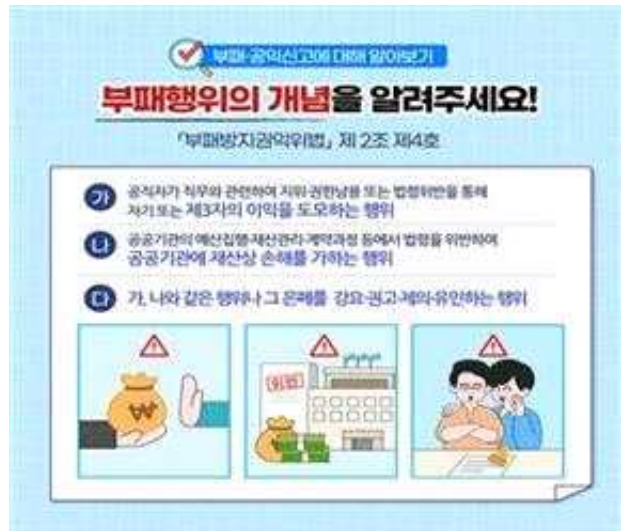 부패·공익신고에 대해 알아보기
부패행위의 개념을 알려주세요!
「부패방지권익위법」 제 2조 제4호
가 공직자가 직무와 관련하여 지위·권한남용 또는 법령위반을 통해
자기 또는 제3자의 이익을 도모하는 행위
나 공공기관의 예산집행·재산관리·계약과정 등에서 법령을 위반하여
공공기관에 재산상 손해를 가하는 행위
다 가, 나와 같은 행위나 그 은폐를 강요·권고·제의·유인하는 행위
₩
위법